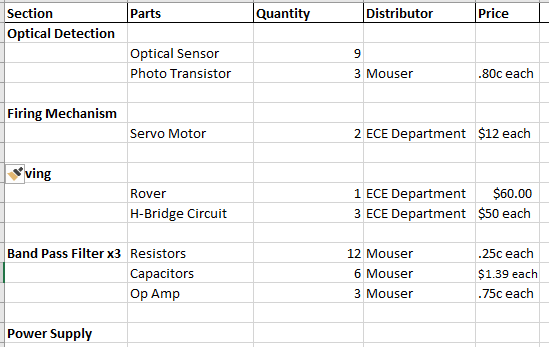 Section Parts Quantity Distributor Price
Optical Detection
Optical Sensor 9
Photo Transistor 3 Mouser .80c each
Firing Mechanism
Servo Motor 2 ECE Department $12 each
ving
Rover 1 ECE Department $60.00
H-Bridge Circuit 3 ECE Department $50 each
Band Pass Filter x3 Resistors 12 Mouser .25c each
Capacitors 6 Mouser $1.39 each
Op Amp 3 Mouser .75c each
Power Supply